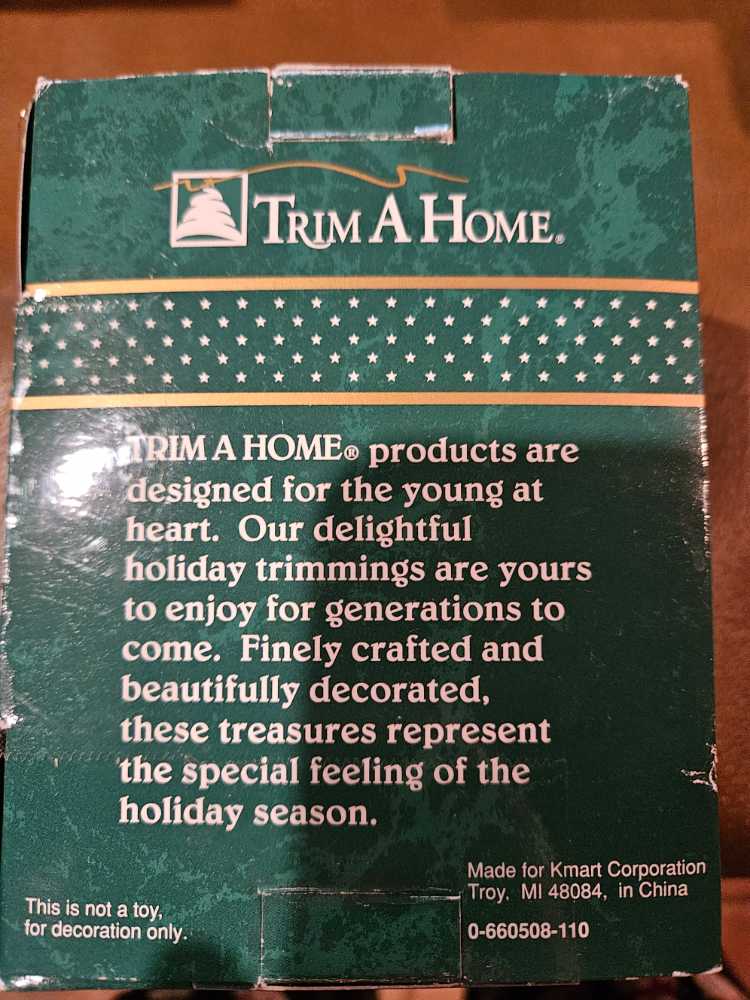 TRIM A HOME®
TRIM A HOME® products are
designed for the young at
heart. Our delightful
holiday trimmings are yours
to enjoy for generations to
come. Finely crafted and
beautifully decorated,
these treasures represent
the special feeling of the
holiday season.
Made for Kmart Corporation
Troy, MI 48084, in China
This is not a toy,
for decoration only.
0-660508-110